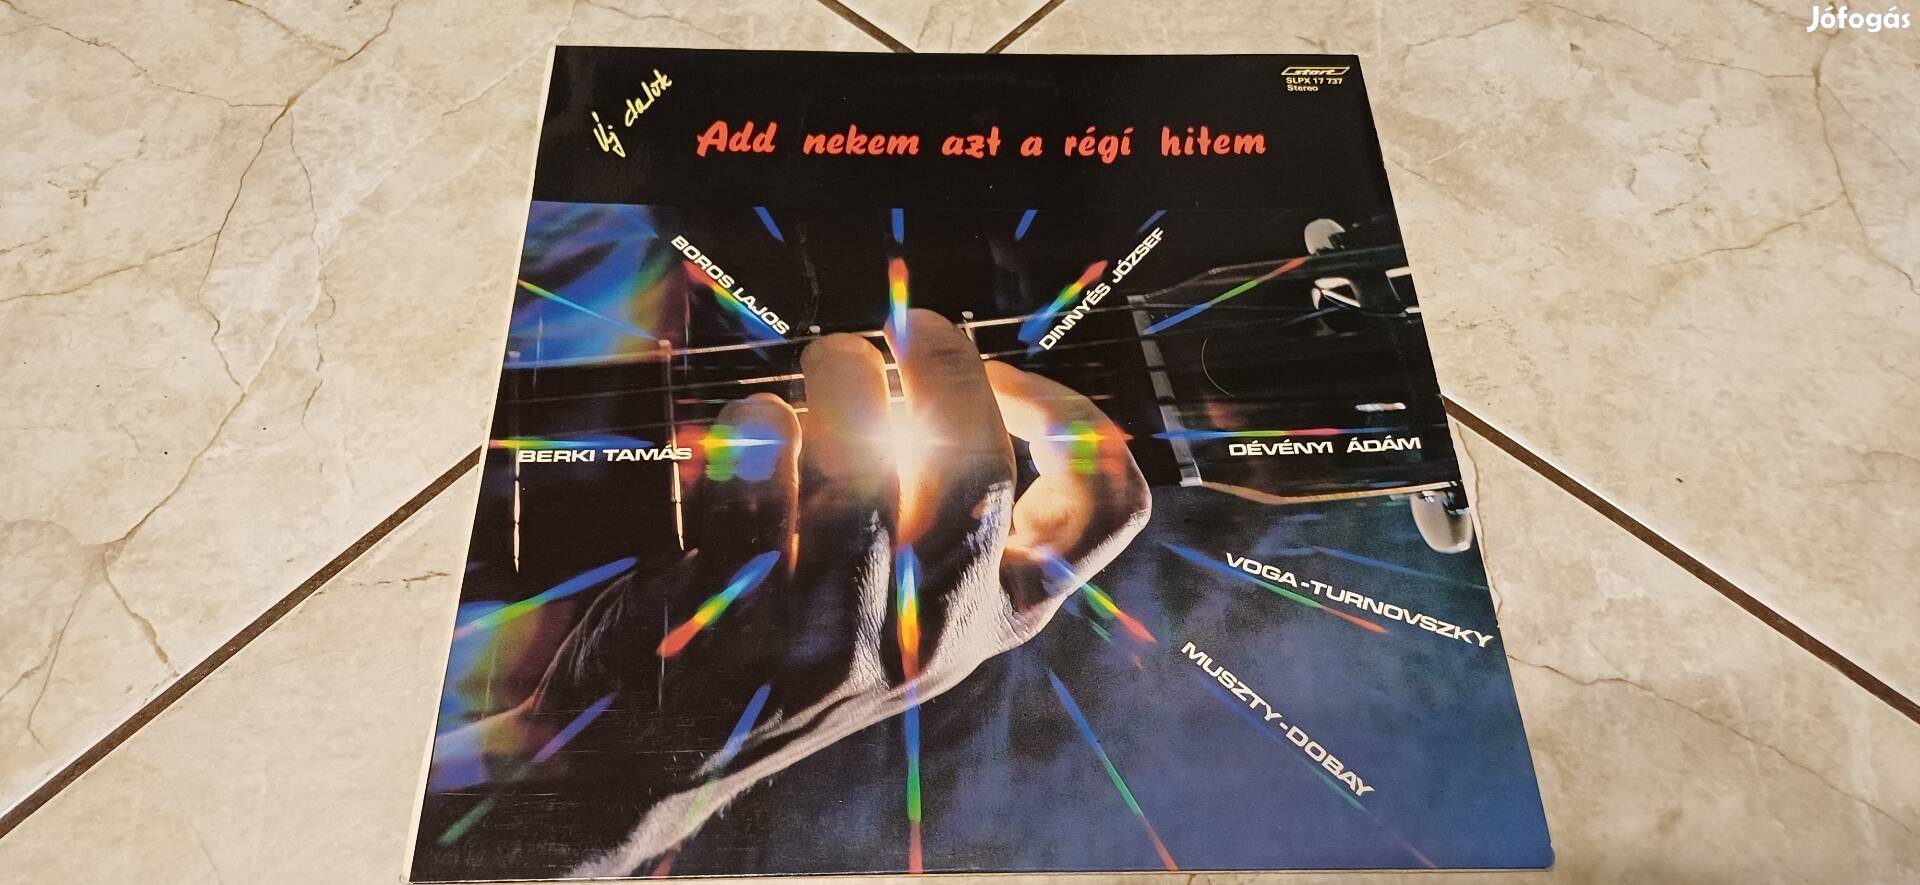 Jófogás
start
SLPX 17 737
Stereo
Új dalok
Add nekem azt a régi hitem
BOROS LAJOS
DINNYÉS JÓZSEF
BERKI TAMÁS
DÉVÉNYI ÁDÁM
VOGA-TURNOVSZKY
MUSZTY-DOBAY